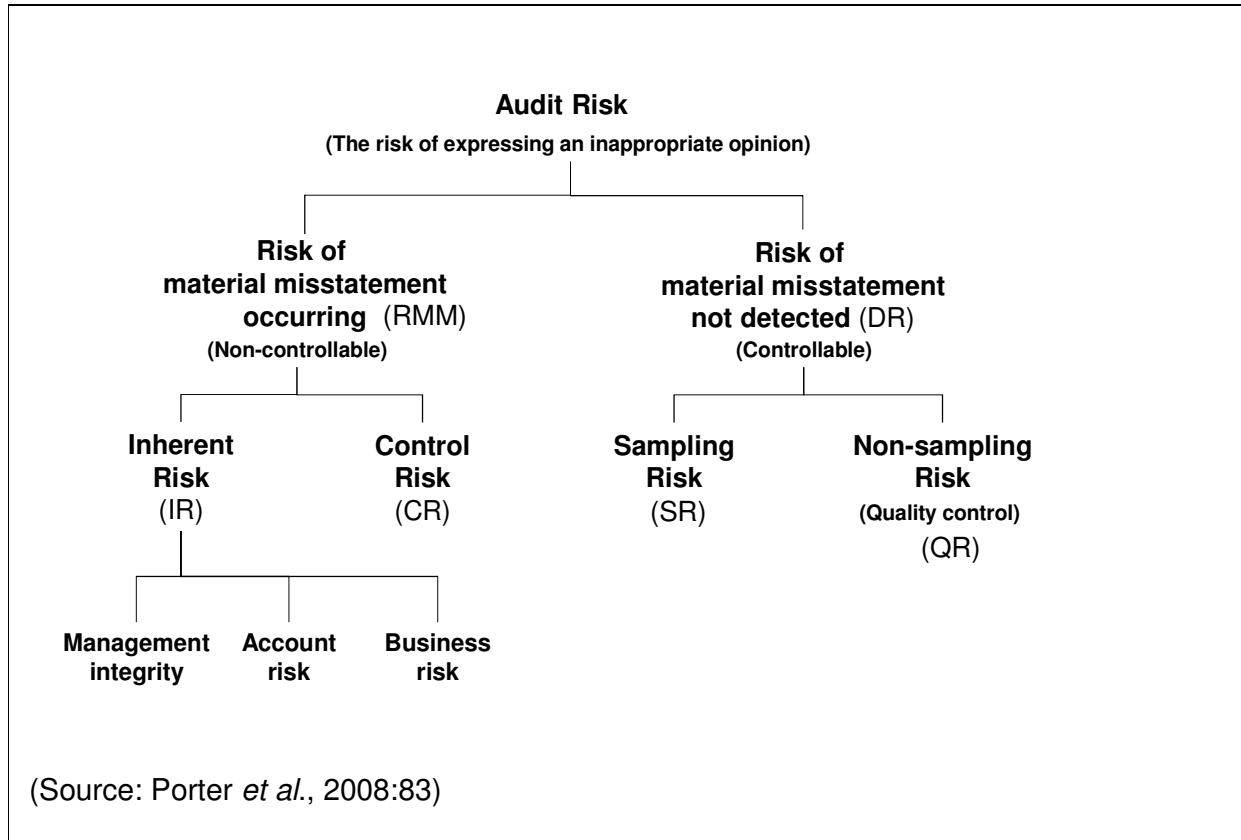 Audit Risk
(The risk of expressing an inappropriate opinion)
Risk of
material misstatement
occurring (RMM)
(Non-controllable)
Risk of
material misstatement
not detected (DR)
(Controllable)
Inherent
Risk
(IR)
Control
Risk
(CR)
Sampling
Risk
(SR)
Non-sampling
Risk
(Quality control)
(QR)
Management
integrity
Account
risk
Business
risk
(Source: Porter et al., 2008:83)